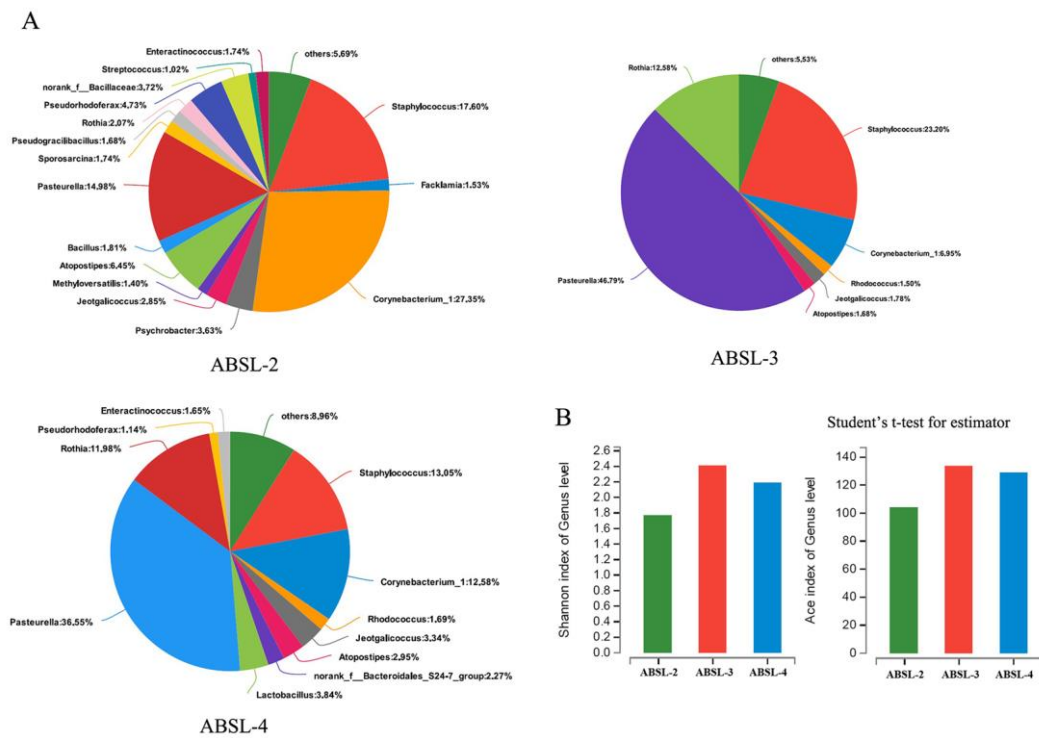 A
Enteractinococcus:1.74%
others:5.69%
Streptococcus:1.02%
norank_f__Bacillaceae:3.72%
Staphylococcus:17.60%
Pseudorhodoferax:4.73%
Rothia:2.07%
Pseudogracilibacillus:1.68%
Sporosarcina:1.74%
Facklamia:1.53%
Pasteurella:14.98%
Bacillus:1.81%
Atopostipes:6.45%
Methyloversatilis:1.40%
Corynebacterium_1:27.35%
Jeotgalicoccus:2.85%
Psychrobacter:3.63%
ABSL-2
Rothia:12.58%
others:5.53%
Staphylococcus:23.20%
Corynebacterium_1:6.95%
Pasteurella:46.79%
Rhodococcus:1.50%
Jeotgalicoccus:1.78%
Atopostipes:1.68%
ABSL-3
Enteractinococcus:1.65%
others:8.96%
Pseudorhodoferax:1.14%
Rothia:11.98%
Staphylococcus:13.05%
Corynebacterium_1:12.58%
Pasteurella:36.55%
Rhodococcus:1.69%
Jeotgalicoccus:3.34%
Atopostipes:2.95%
norank_f__Bacteroidales_S24-7_group:2.27%
Lactobacillus:3.84%
ABSL-4
B
Student's t-test for estimator
Shannon index of Genus level
2.6
2.4
2.2
2.0
1.8
1.6
1.4
1.2
1.0
0.8
0.6
0.4
0.2
0.0
ABSL-2 ABSL-3 ABSL-4
Ace index of Genus level
140
120
100
80
60
40
20
0
ABSL-2 ABSL-3 ABSL-4